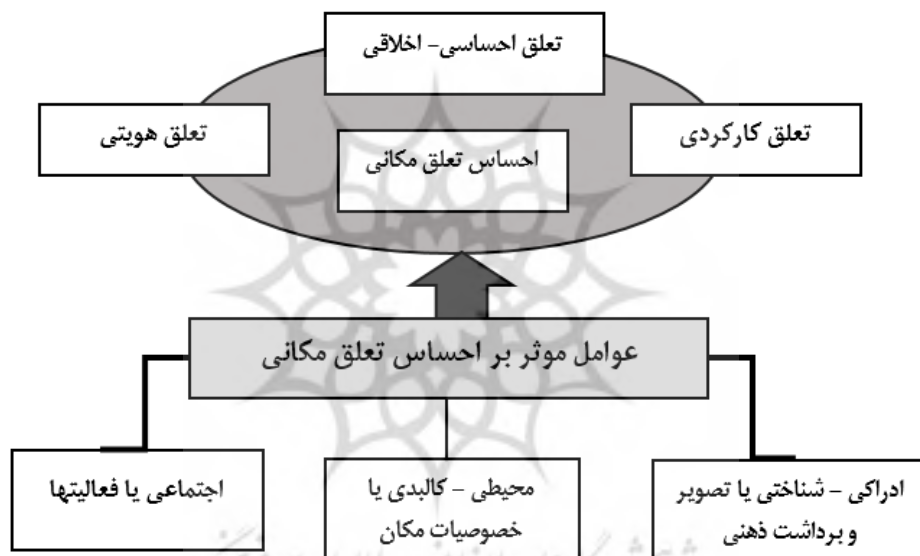 تعلق احساسی- اخلاقی
تعلق کارکردی
تعلق هویتی
احساس تعلق مکانی
عوامل موثر بر احساس تعلق مکانی
ادراکی – شناختی یا تصویر
و برداشت ذهنی
محیطی – کالبدی یا
خصوصیات مکان
اجتماعی یا فعالیتها